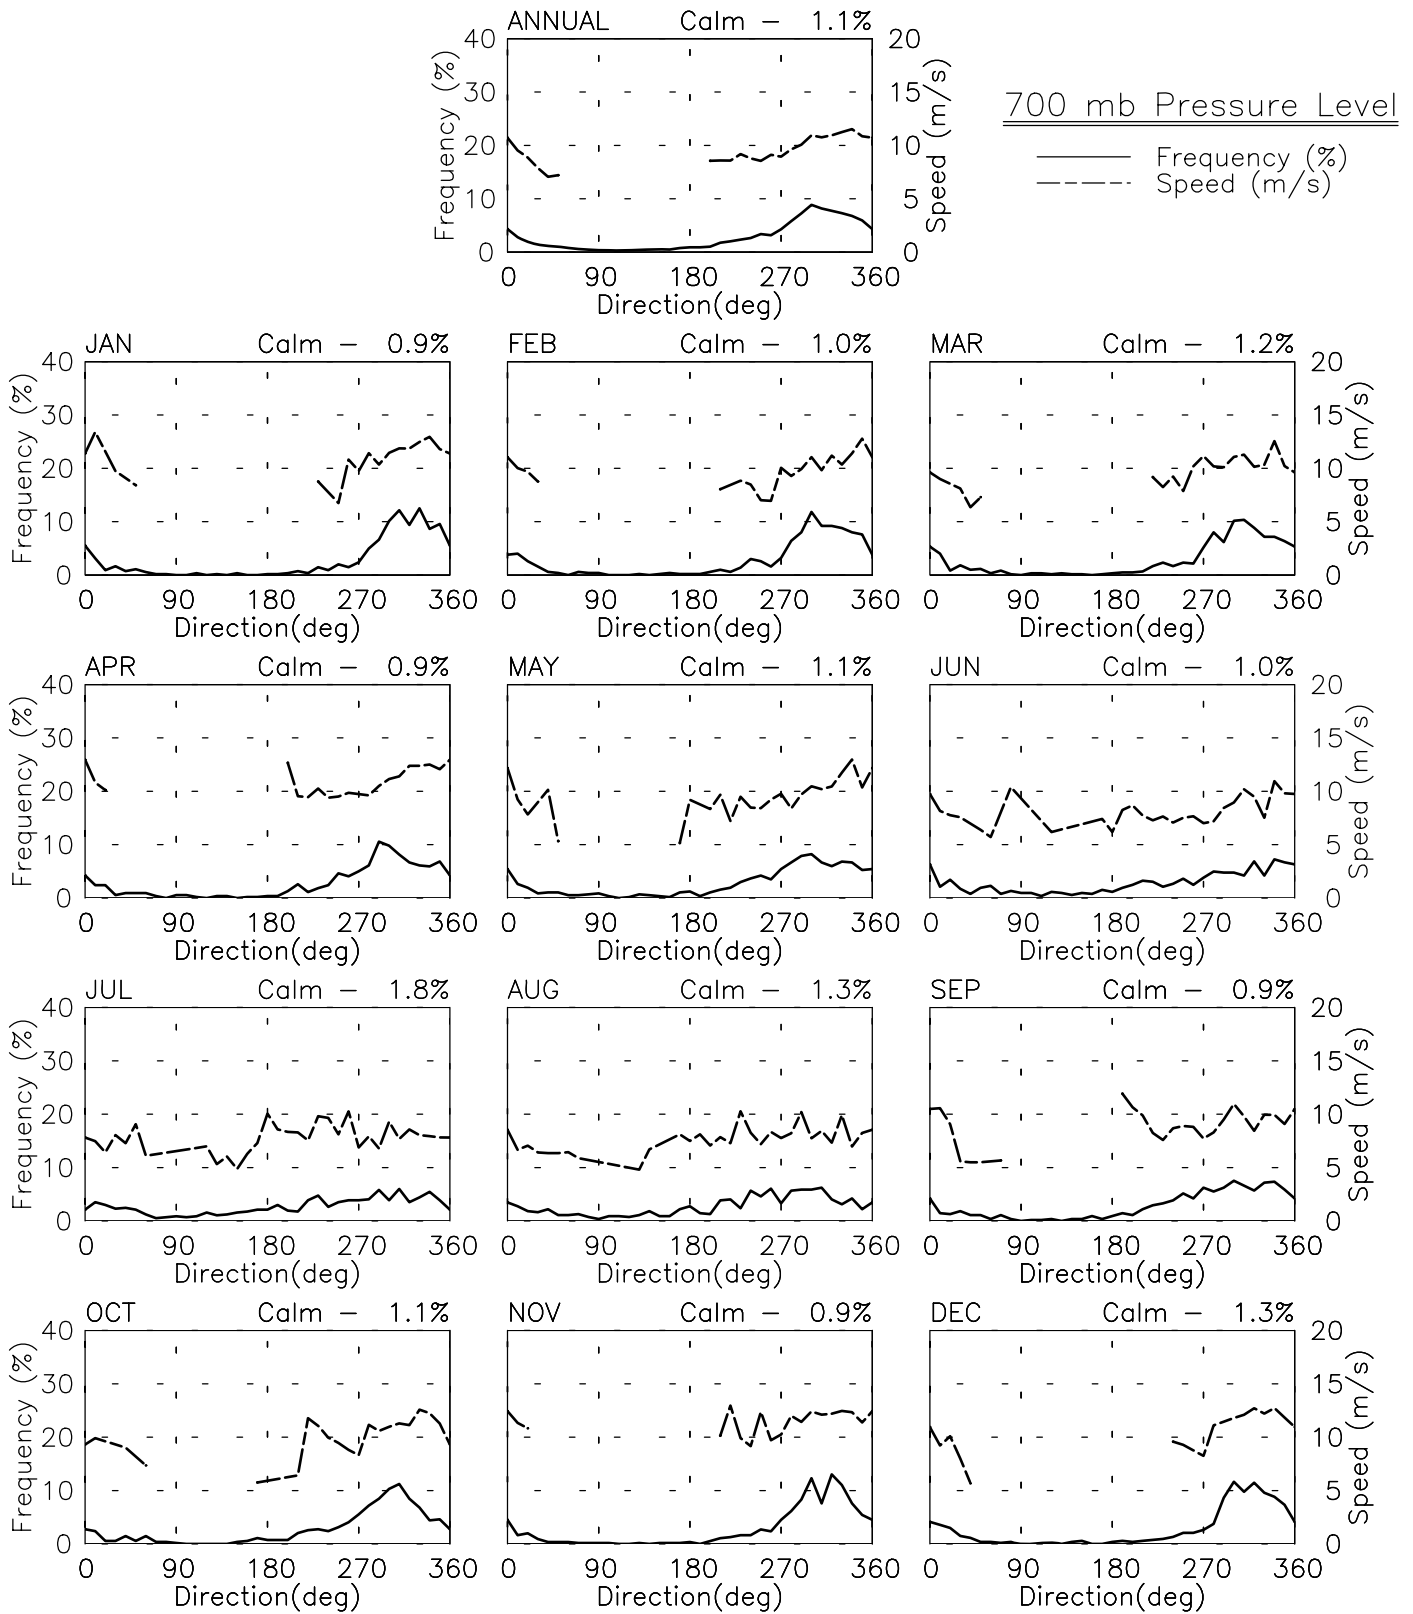 ANNUAL Calm - 1.1%
40 30 20 10 0
Frequency (%)
20 15 10 5 0
Speed (m/s)
0 90 180 270 360
Direction(deg)
700 mb Pressure Level
Frequency (%)
Speed (m/s)
JAN Calm - 0.9%
FEB Calm - 1.0%
MAR Calm - 1.2%
40 30 20 10 0
Frequency (%)
20 15 10 5 0
Speed (m/s)
0 90 180 270 360
0 90 180 270 360
0 90 180 270 360
Direction(deg)
Direction(deg)
Direction(deg)
APR Calm - 0.9%
MAY Calm - 1.1%
JUN Calm - 1.0%
40 30 20 10 0
Frequency (%)
20 15 10 5 0
Speed (m/s)
0 90 180 270 360
0 90 180 270 360
0 90 180 270 360
Direction(deg)
Direction(deg)
Direction(deg)
JUL Calm - 1.8%
AUG Calm - 1.3%
SEP Calm - 0.9%
40 30 20 10 0
Frequency (%)
20 15 10 5 0
Speed (m/s)
0 90 180 270 360
0 90 180 270 360
0 90 180 270 360
Direction(deg)
Direction(deg)
Direction(deg)
OCT Calm - 1.1%
NOV Calm - 0.9%
DEC Calm - 1.3%
40 30 20 10 0
Frequency (%)
20 15 10 5 0
Speed (m/s)
0 90 180 270 360
0 90 180 270 360
0 90 180 270 360
Direction(deg)
Direction(deg)
Direction(deg)